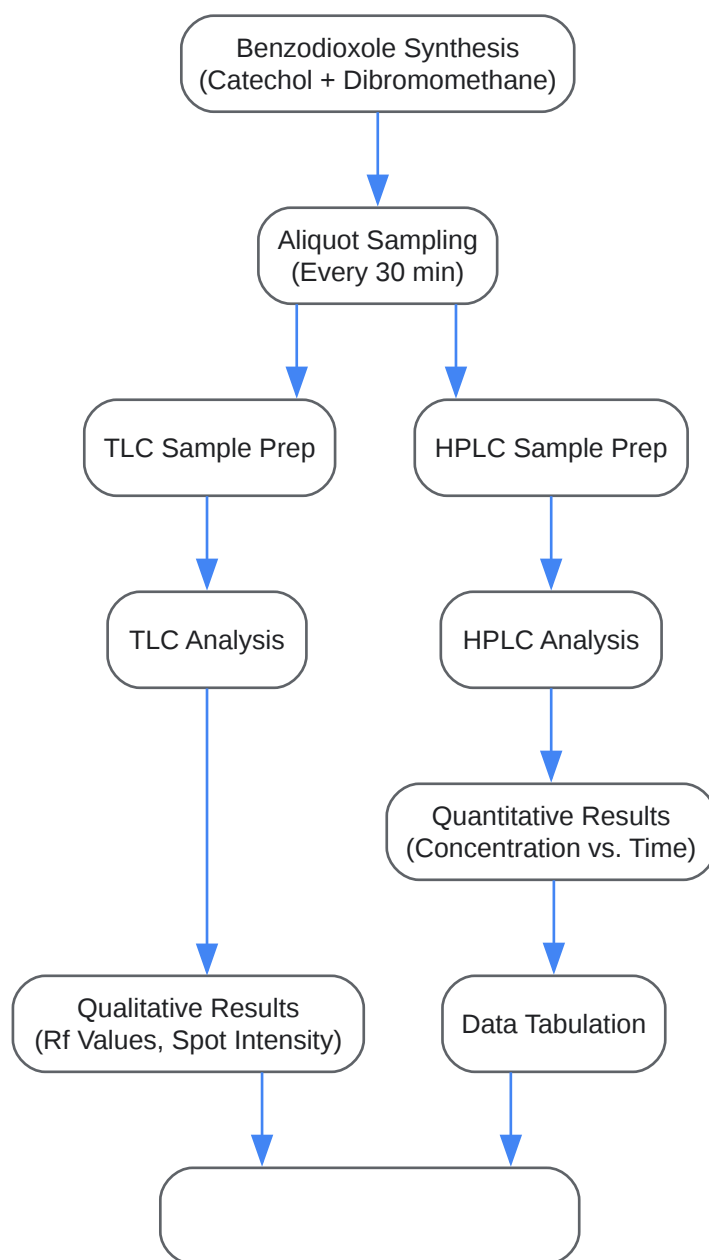 Benzodioxole Synthesis
(Catechol + Dibromomethane)
Aliquot Sampling
(Every 30 min)
TLC Sample Prep
HPLC Sample Prep
TLC Analysis
HPLC Analysis
Quantitative Results
(Concentration vs. Time)
Qualitative Results
(Rf Values, Spot Intensity)
Data Tabulation